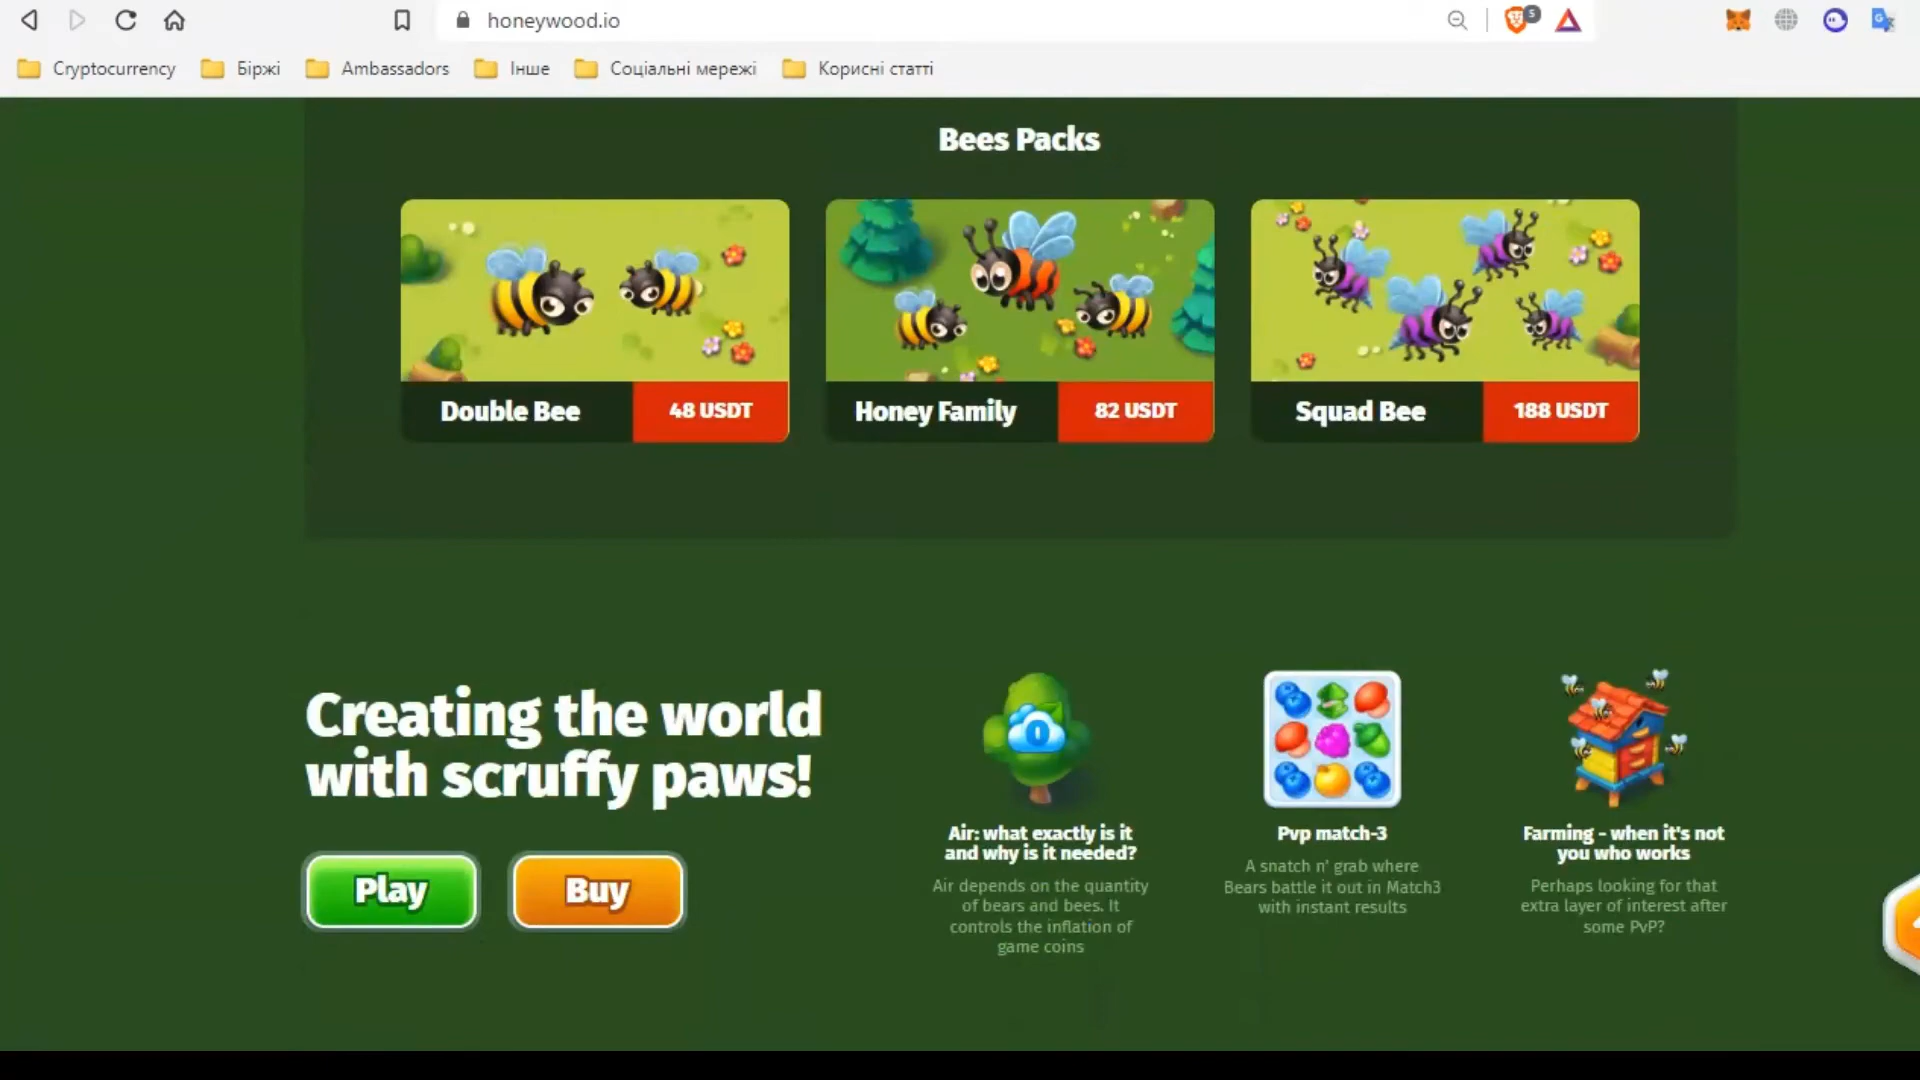 honeywood.io
5
Cryptocurrency
Біржі
Ambassadors
Інше
Соціальні мережі
Корисні статті
Bees Packs
Double Bee
48 USDT
Honey Family
82 USDT
Squad Bee
188 USDT
Creating the world
with scruffy paws!
Play
Buy
0
Air: what exactly is it
and why is it needed?
Air depends on the quantity
of bears and bees. It
controls the inflation of
game coins
Pvp match-3
A snatch n' grab where
Bears battle it out in Match3
with instant results
Farming - when it's not
you who works
Perhaps looking for that
extra layer of interest after
some PvP?